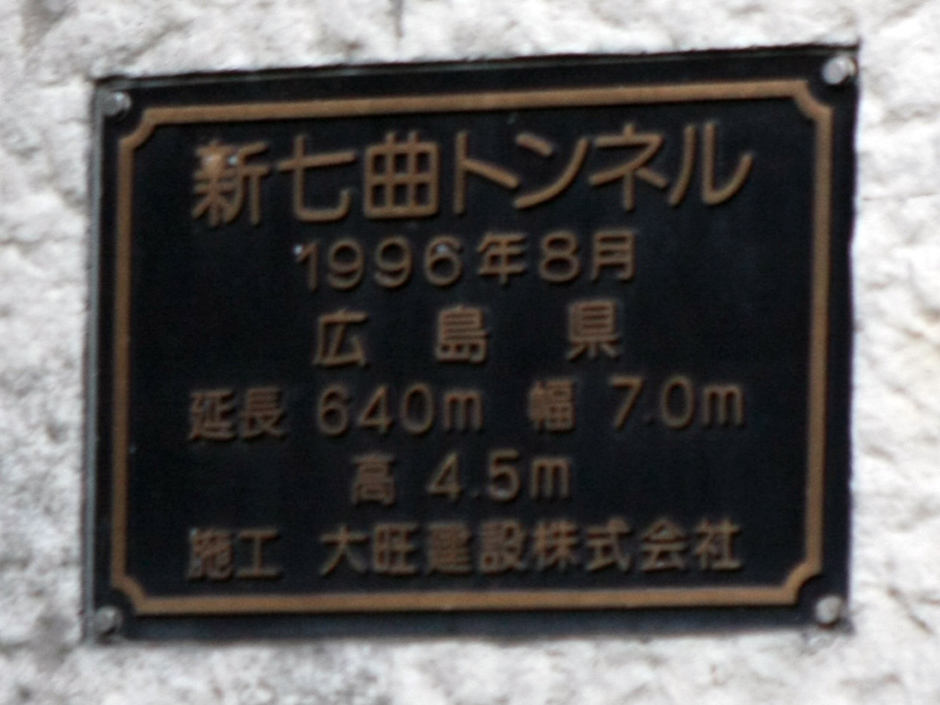 新七曲トンネル
1996年8月
広島県
延長 640m 幅 7.0m
高 4.5m
施工 大旺建設株式会社